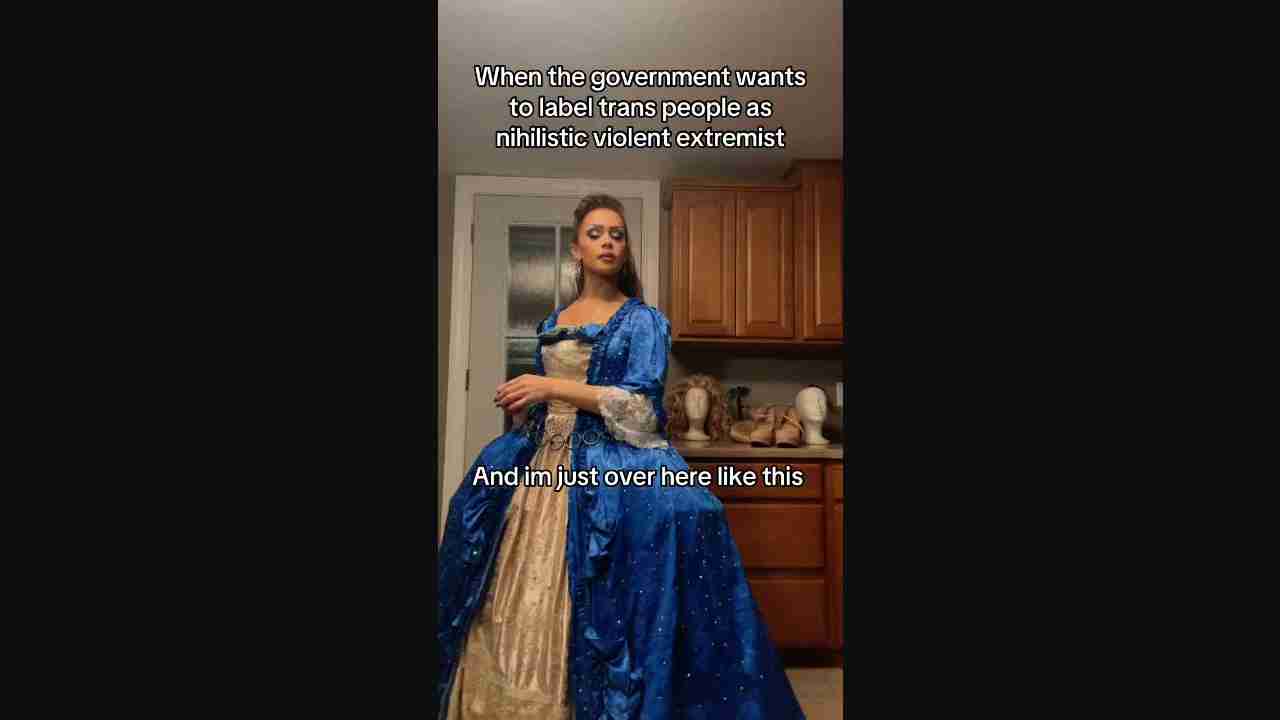 When the government wants
to label trans people as
nihilistic violent extremist
And im just over here like this